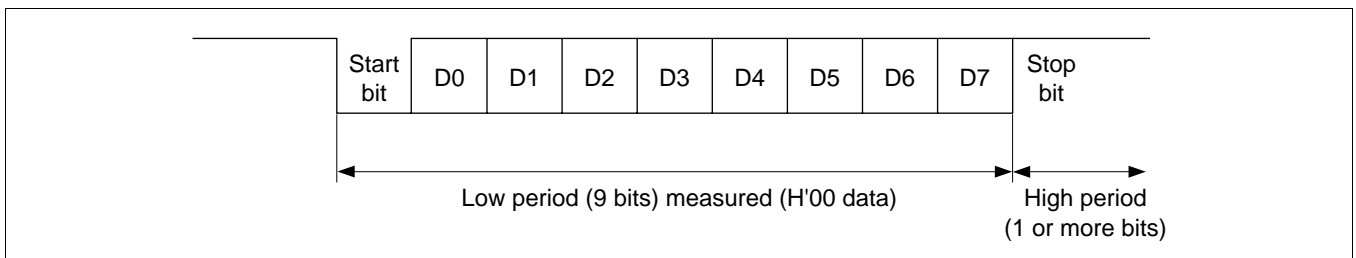 Start
bit
D0 D1 D2 D3 D4 D5 D6 D7
Stop
bit
Low period (9 bits) measured (H'00 data)
High period
(1 or more bits)